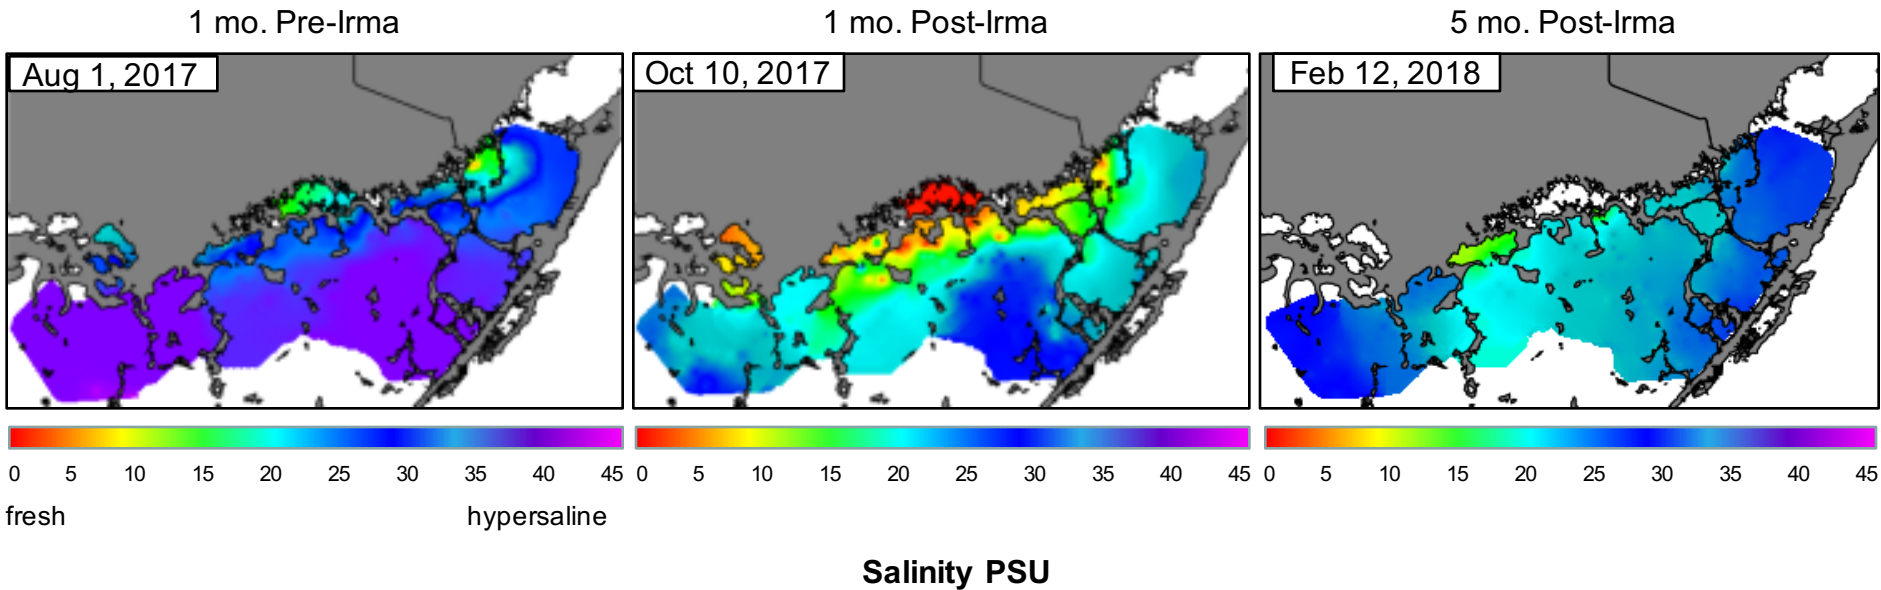 1 mo. Pre-Irma 1 mo. Post-Irma 5 mo. Post-Irma
Aug 1, 2017 Oct 10, 2017 Feb 12, 2018
0 5 10 15 20 25 30 35 40 45 0 5 10 15 20 25 30 35 40 45 0 5 10 15 20 25 30 35 40 45
fresh hypersaline
Salinity PSU